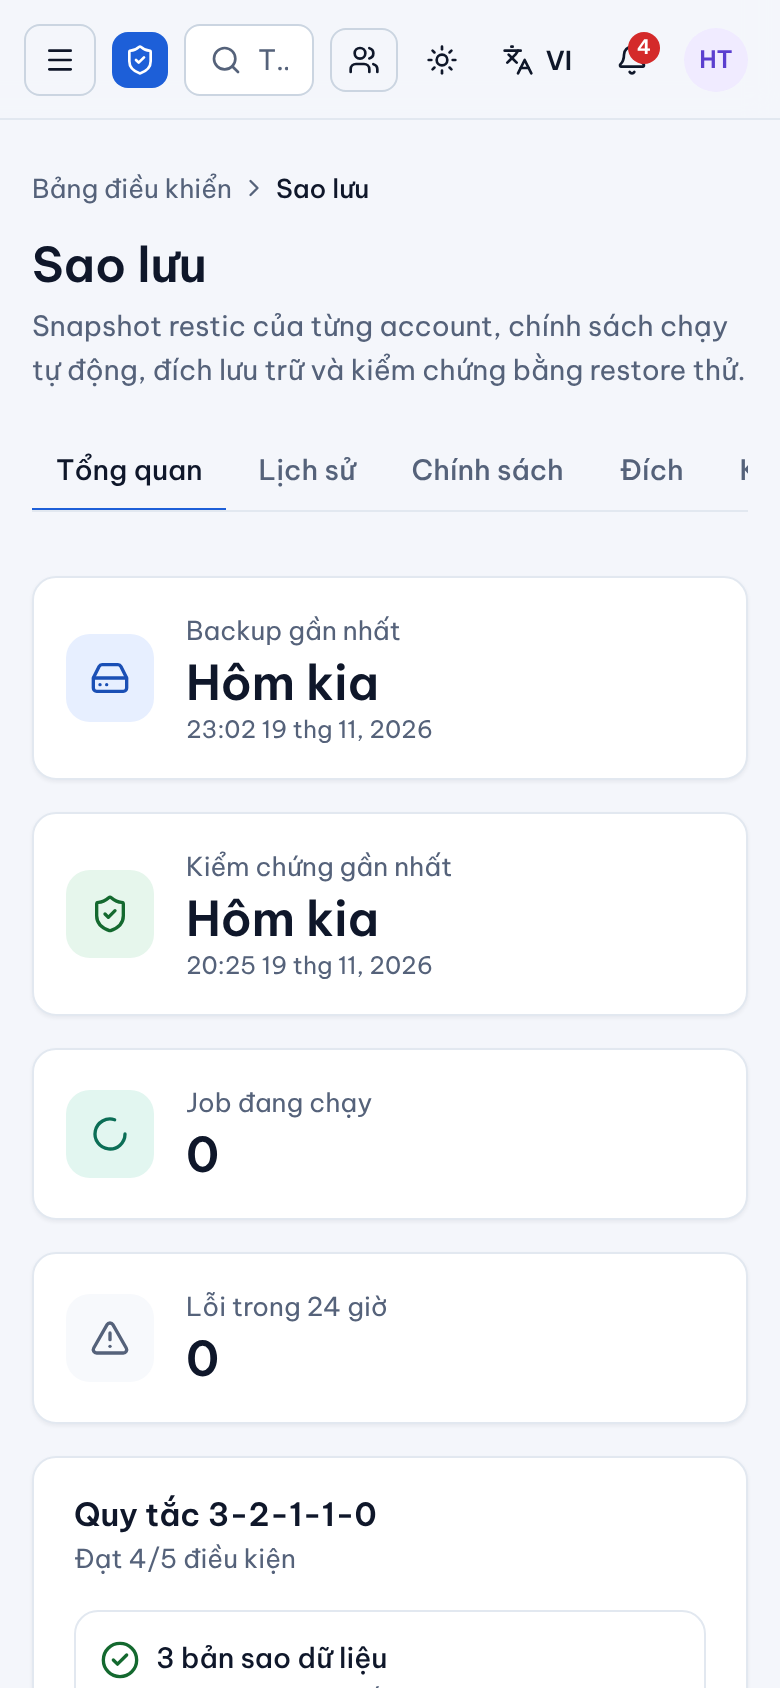 T..
VI
4
HT
Bảng điều khiển > Sao lưu
Sao lưu
Snapshot restic của từng account, chính sách chạy
tự động, đích lưu trữ và kiểm chứng bằng restore thử.
Tổng quan Lịch sử Chính sách Đích
Backup gần nhất
Hôm kia
23:02 19 thg 11, 2026
Kiểm chứng gần nhất
Hôm kia
20:25 19 thg 11, 2026
Job đang chạy
0
Lỗi trong 24 giờ
0
Quy tắc 3-2-1-1-0
Đạt 4/5 điều kiện
3 bản sao dữ liệu